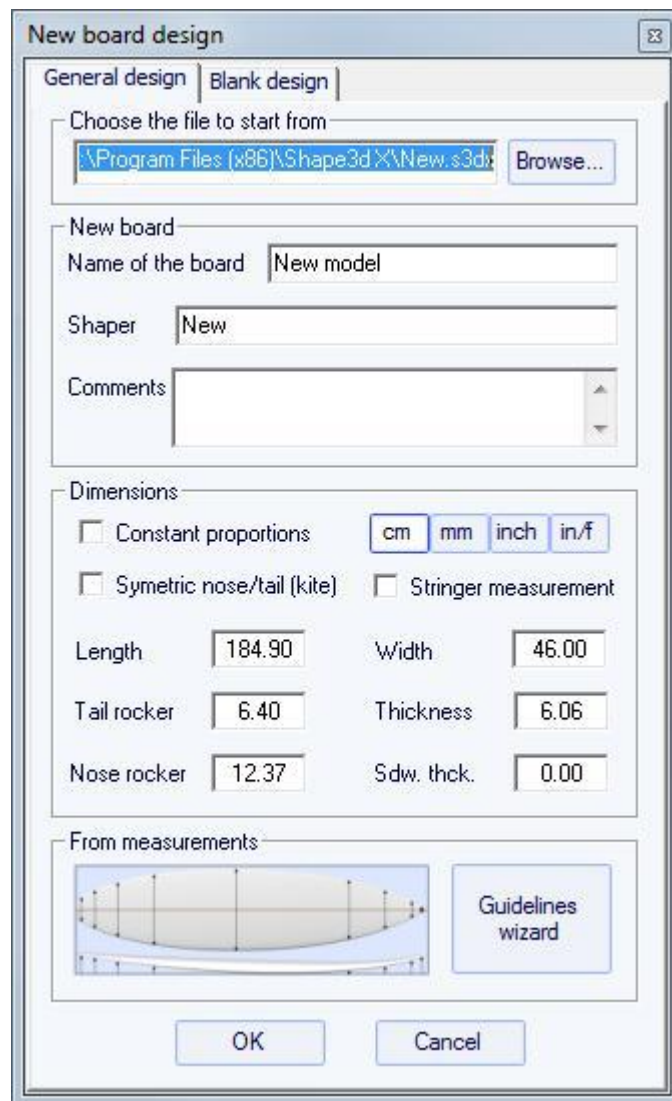 New board design
General design Blank design
Choose the file to start from
:\Program Files (x86)\Shape3d X\New.s3dx Browse...
New board
Name of the board New model
Shaper New
Comments
Dimensions
Constant proportions cm mm inch in/f
Symetric nose/tail (kite) Stringer measurement
Length 184.90 Width 46.00
Tail rocker 6.40 Thickness 6.06
Nose rocker 12.37 Sdw. thck. 0.00
From measurements
Guidelines
wizard
OK Cancel